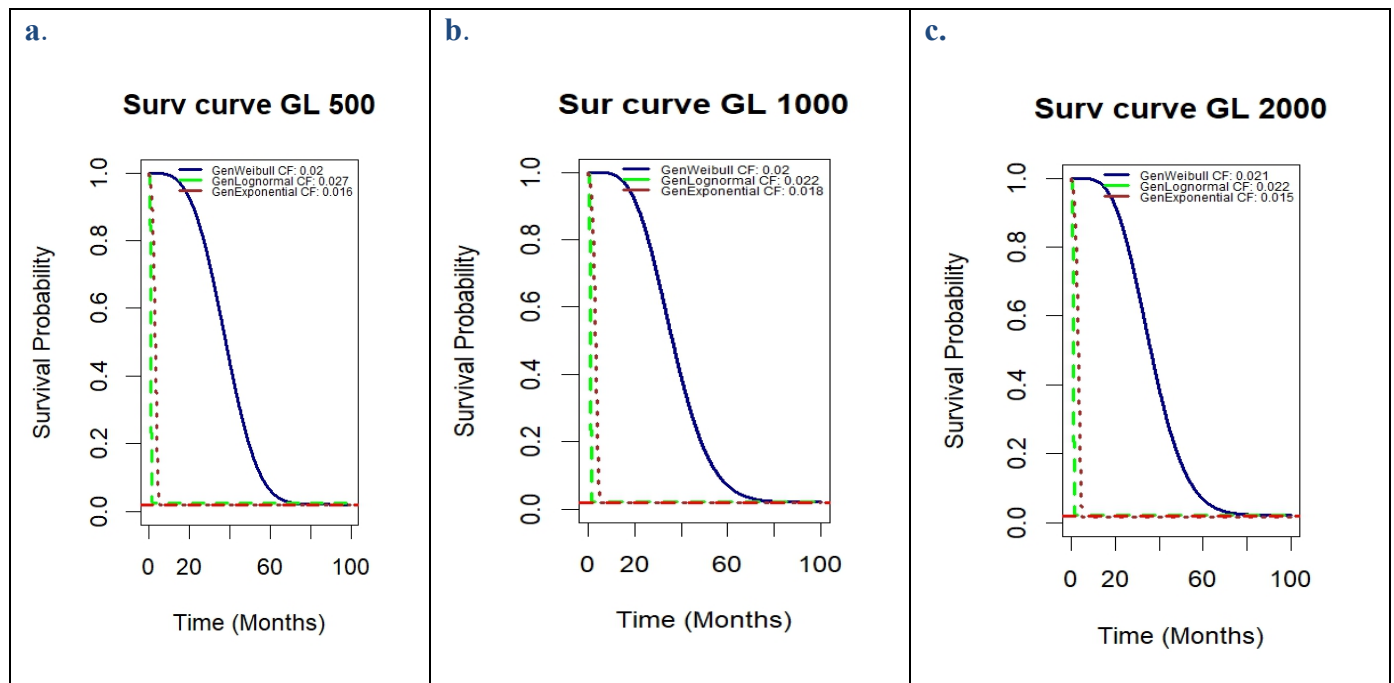 a.
Surv curve GL 500
GenWeibull CF: 0.02
GenLognormal CF: 0.027
GenExponential CF: 0.016
Survival Probability
1.0
0.8
0.6
0.4
0.2
0.0
0 20 60 100
Time (Months)
b.
Sur curve GL 1000
GenWeibull CF: 0.02
GenLognormal CF: 0.022
GenExponential CF: 0.018
Survival Probability
1.0
0.8
0.6
0.4
0.2
0.0
0 20 60 100
Time (Months)
c.
Surv curve GL 2000
GenWeibull CF: 0.021
GenLognormal CF: 0.022
GenExponential CF: 0.015
Survival Probability
1.0
0.8
0.6
0.4
0.2
0.0
0 20 60 100
Time (Months)